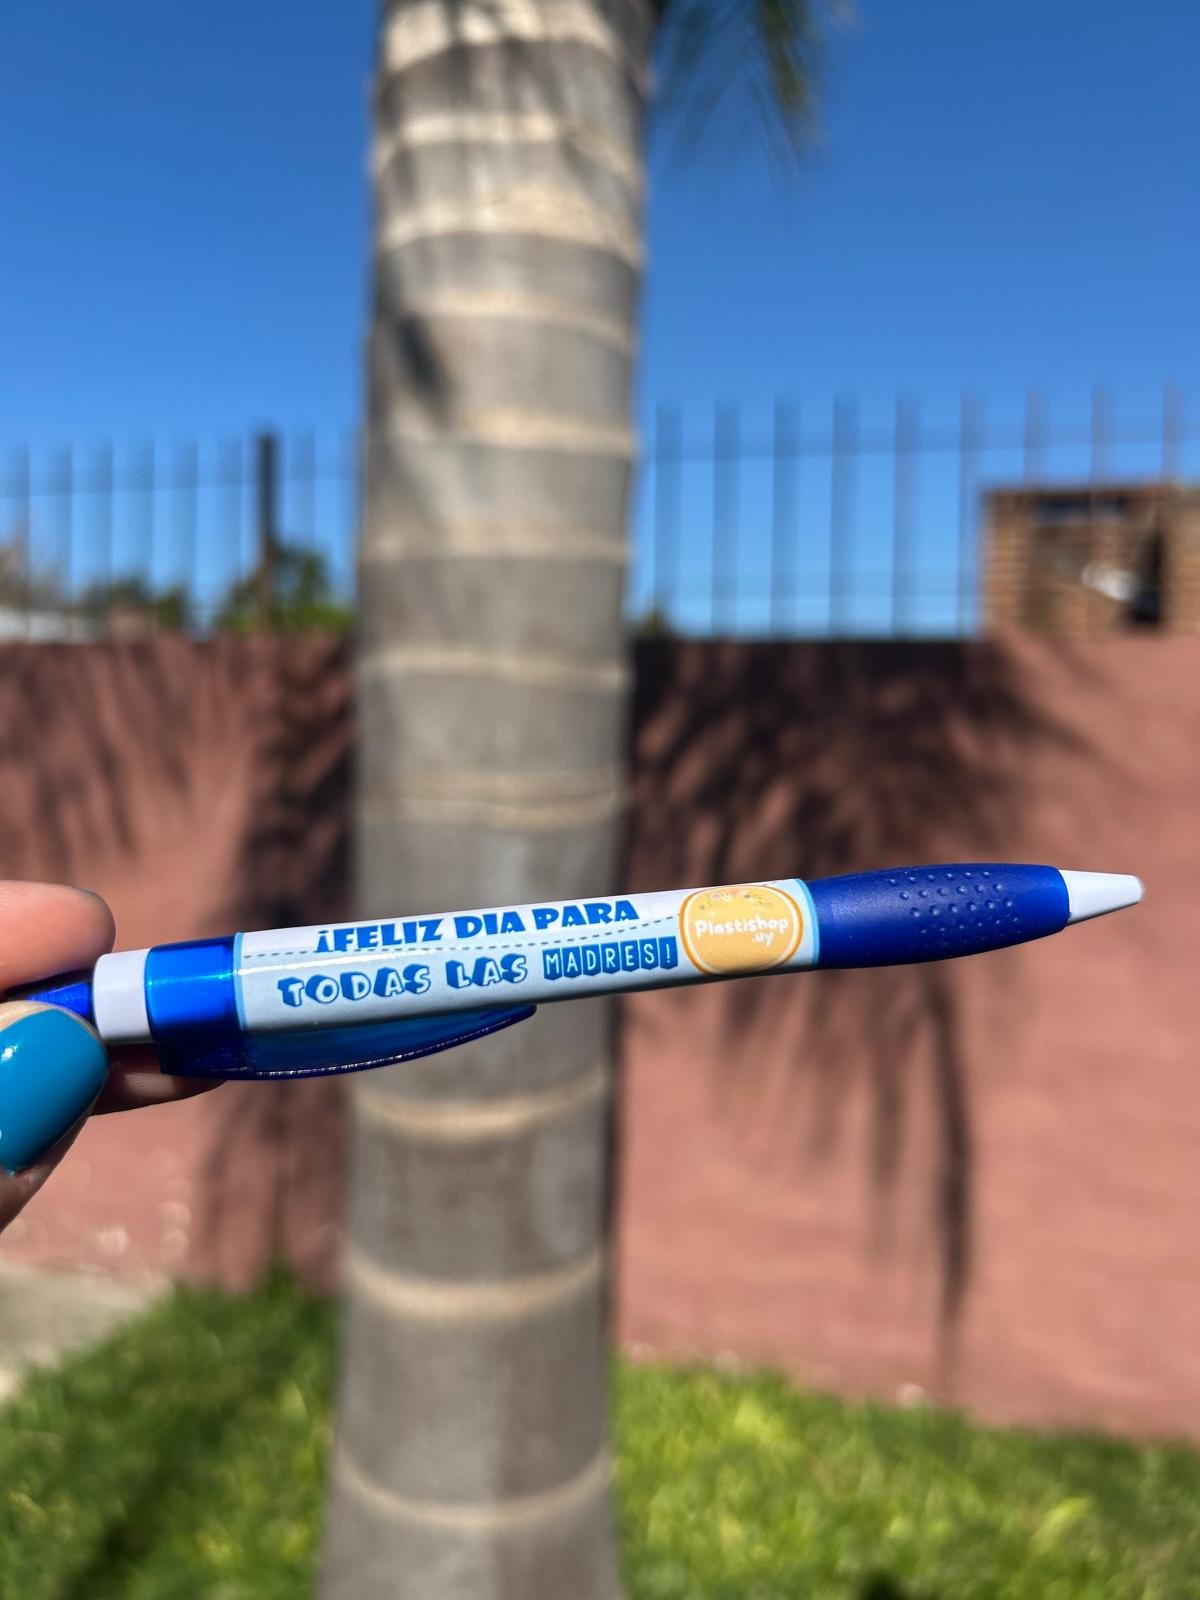 ¡FELIZ DIA PARA
TODAS LAS MADRES!
Plastishop
.uy